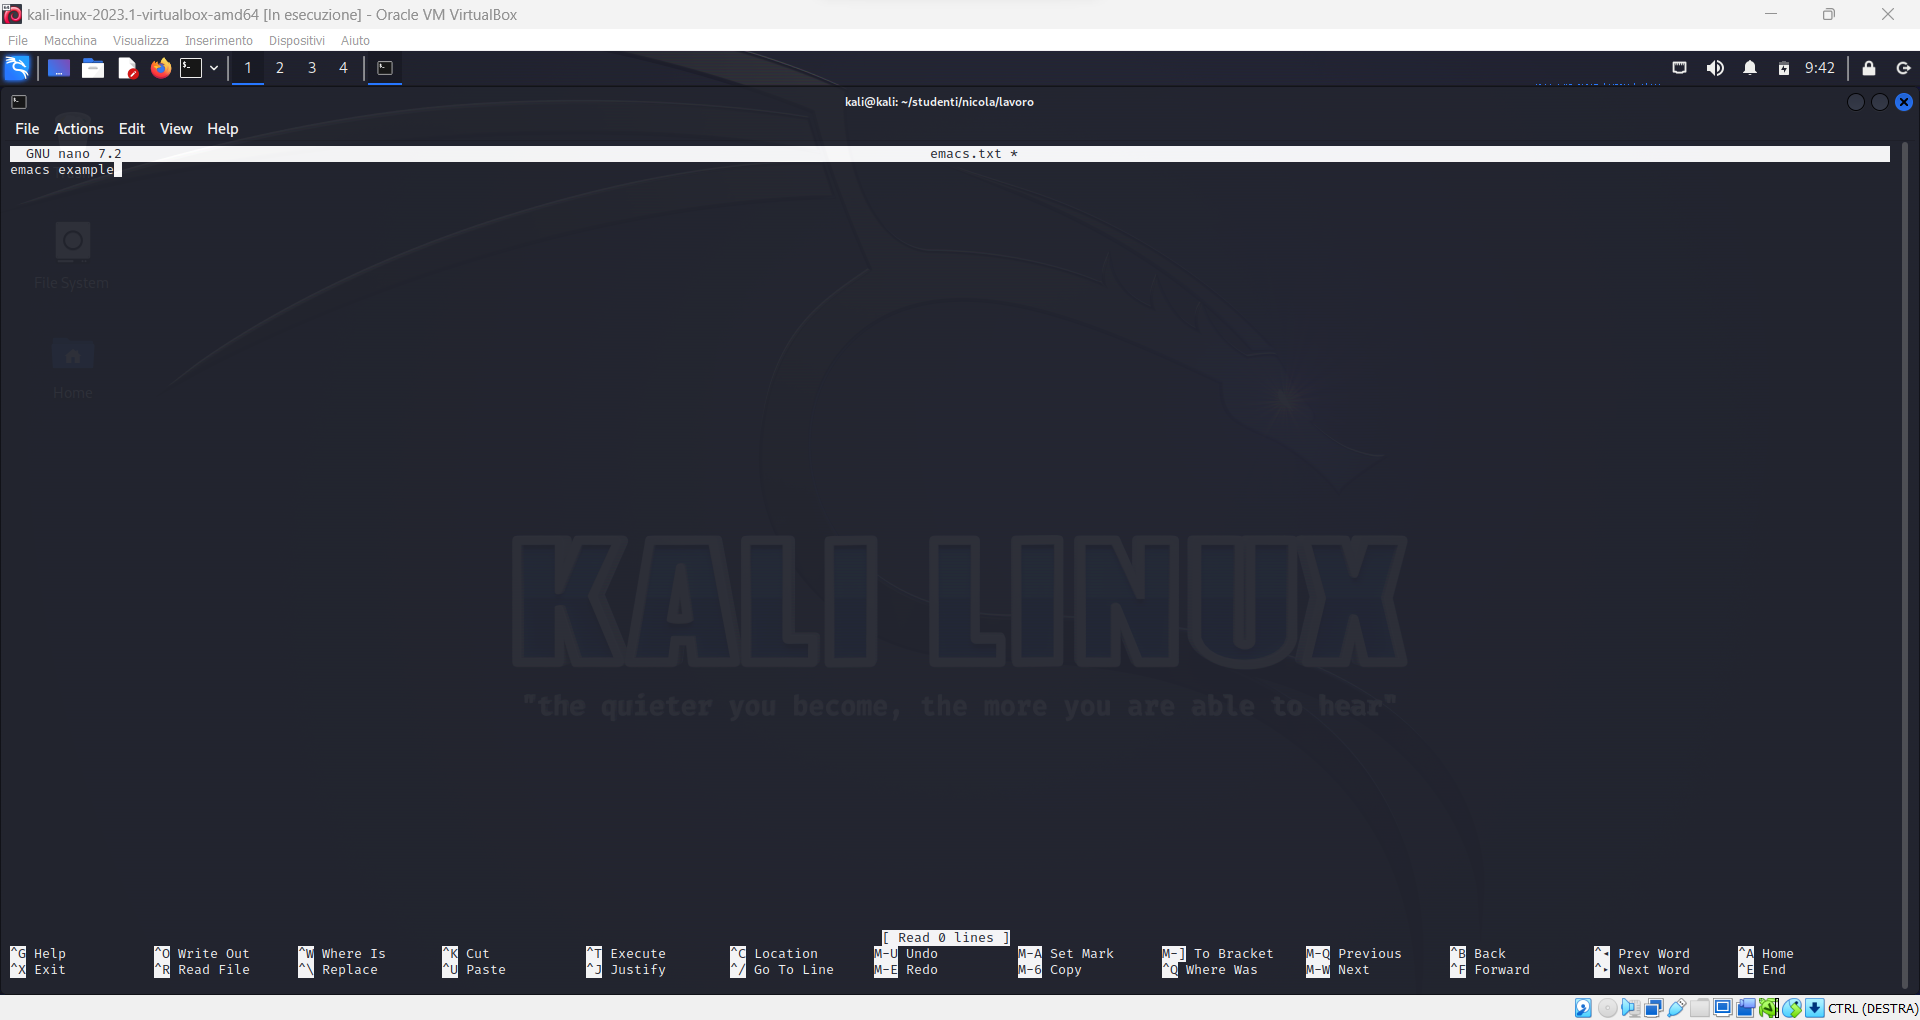 kali-linux-2023.1-virtualbox-amd64 [In esecuzione] - Oracle VM VirtualBox
File Macchina Visualizza Inserimento Dispositivi Aiuto
1 2 3 4 9:42
kali@kali: ~/studenti/nicola/lavoro
File Actions Edit View Help
GNU nano 7.2 emacs.txt *
emacs example
File System
Home
KALI LINUX
"the quieter you become, the more you are able to hear"
[ Read 0 lines ]
^G Help ^O Write Out ^W Where Is ^K Cut ^T Execute ^C Location M-U Undo M-A Set Mark M-] To Bracket M-Q Previous ^B Back ^◂ Prev Word ^A Home
^X Exit ^R Read File ^\ Replace ^U Paste ^J Justify ^/ Go To Line M-E Redo M-6 Copy ^Q Where Was M-W Next ^F Forward ^▸ Next Word ^E End
CTRL (DESTRA)